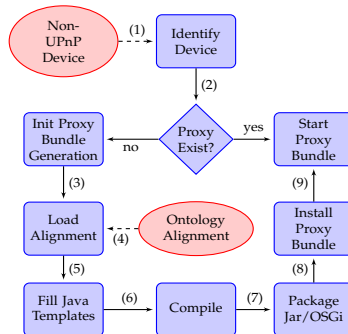 Non-
UPnP
Device
(1)
Identify
Device
(2)
Init Proxy
Bundle
Generation
no
Proxy
Exist?
yes
Start
Proxy
Bundle
(3)
(9)
Load
Alignment
(4)
Ontology
Alignment
Install
Proxy
Bundle
(5)
(8)
Fill Java
Templates
(6)
Compile
(7)
Package
Jar/OSGi